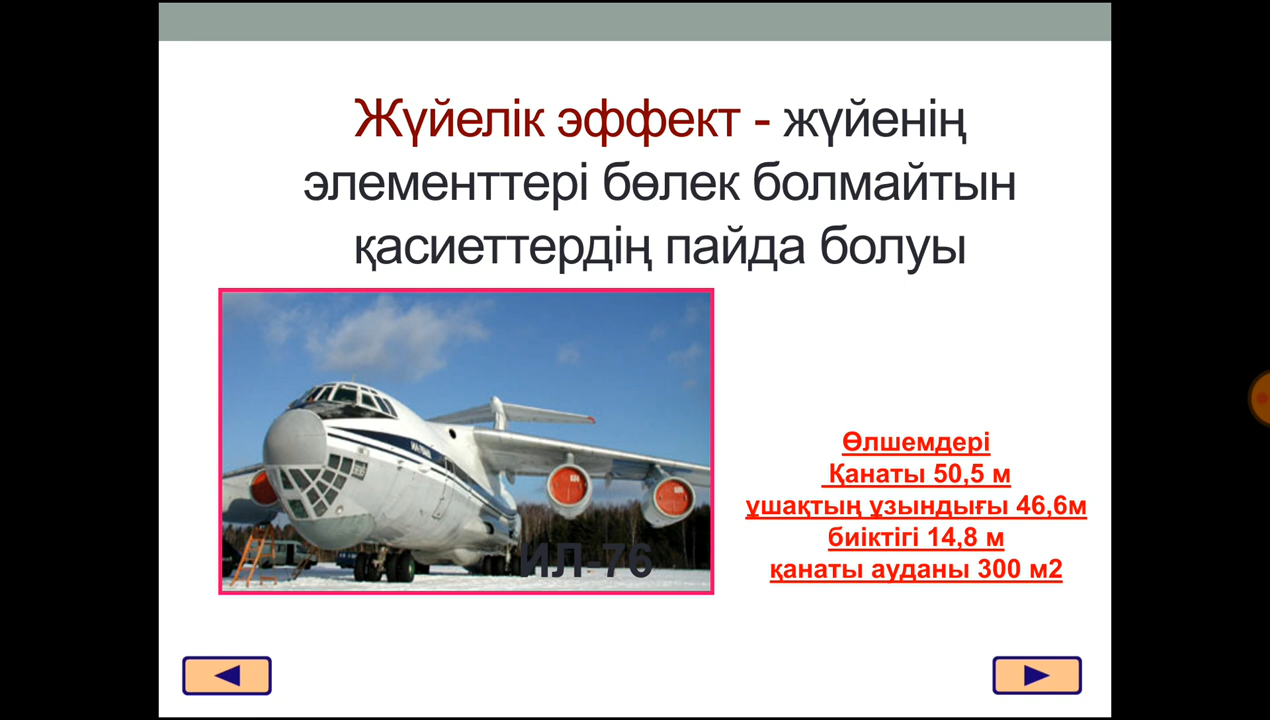 Жүйелік эффект - жүйенің
элементтері бөлек болмайтын
қасиеттердің пайда болуы
ИЛ-76
Өлшемдері
Қанаты 50,5 м
ұшақтың ұзындығы 46,6м
биіктігі 14,8 м
қанаты ауданы 300 м2